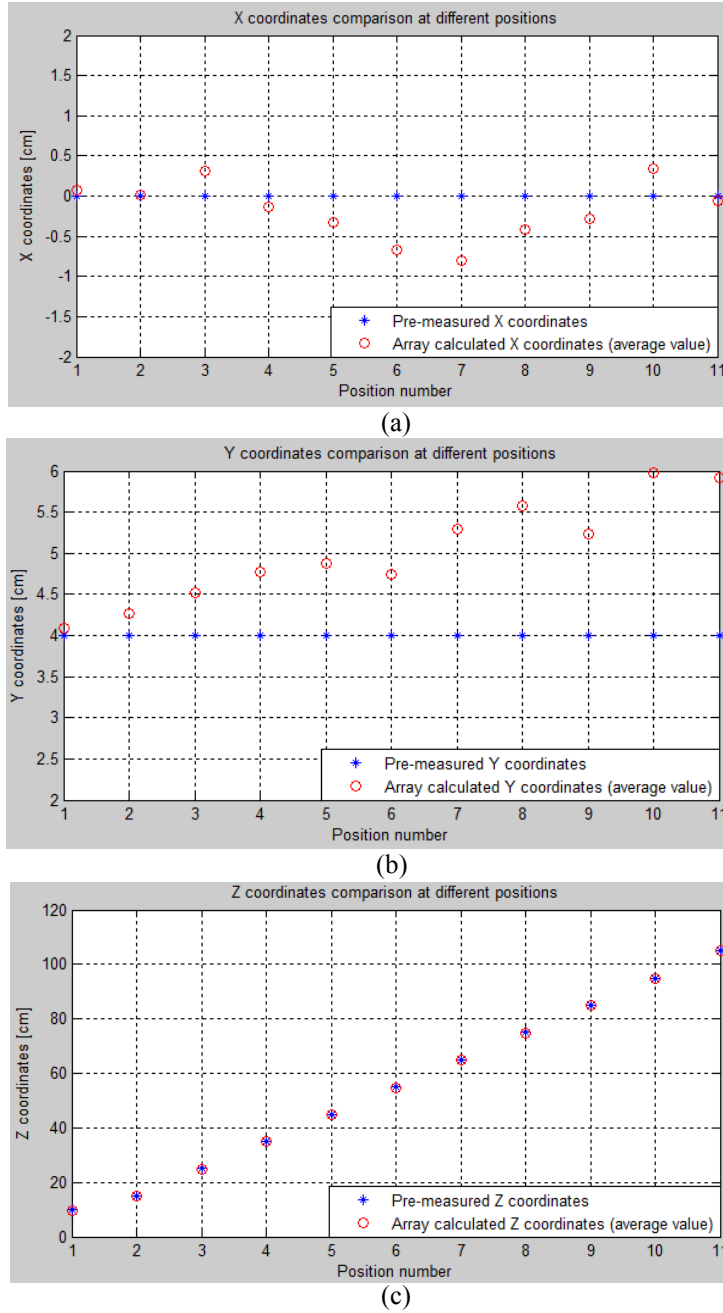 X coordinates comparison at different positions
2
1.5
1
0.5
0
-0.5
-1
-1.5
-2
X coordinates [cm]
Pre-measured X coordinates
Array calculated X coordinates (average value)
1 2 3 4 5 6 7 8 9 10 11
Position number
(a)
Y coordinates comparison at different positions
6
5.5
5
4.5
4
3.5
3
2.5
2
Y coordinates [cm]
Pre-measured Y coordinates
Array calculated Y coordinates (average value)
1 2 3 4 5 6 7 8 9 10 11
Position number
(b)
Z coordinates comparison at different positions
120
100
80
60
40
20
0
Z coordinates [cm]
Pre-measured Z coordinates
Array calculated Z coordinates (average value)
1 2 3 4 5 6 7 8 9 10 11
Position number
(c)